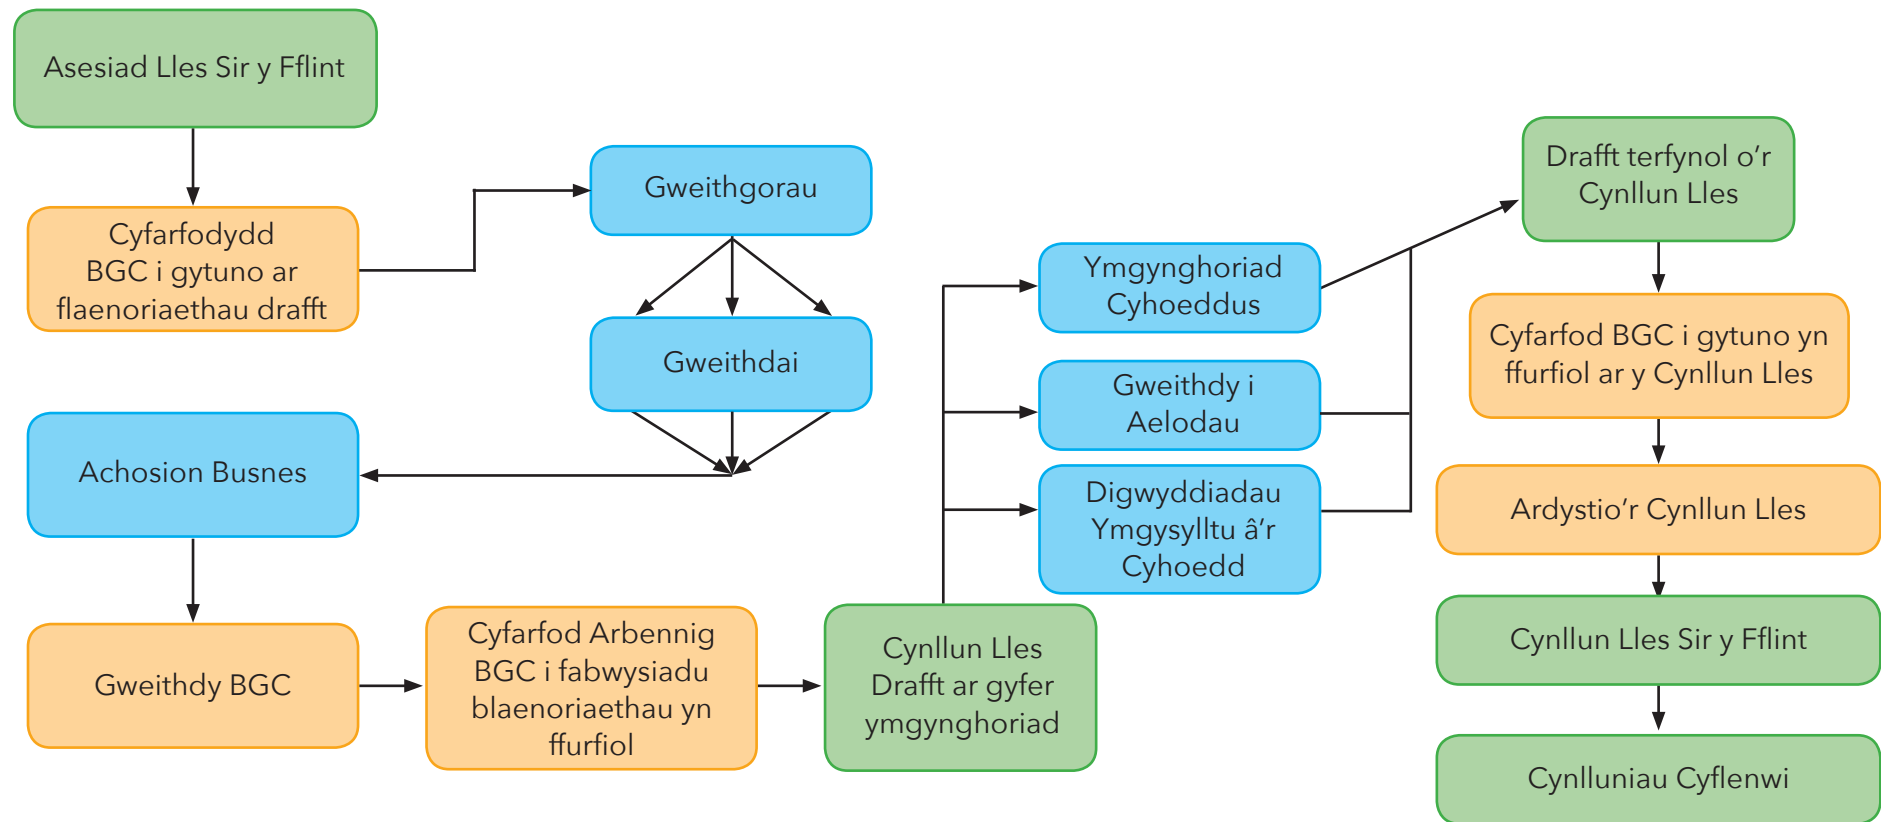 Asesiad Lles Sir y Fflint
Cyfarfodydd
BGC i gytuno ar
flaenoriaethau drafft
Gweithgorau
Gweithdai
Achosion Busnes
Gweithdy BGC
Cyfarfod Arbennig
BGC i fabwysiadu
blaenoriaethau yn
ffurfiol
Cynllun Lles
Drafft ar gyfer
ymgynghoriad
Ymgynghoriad
Cyhoeddus
Gweithdy i
Aelodau
Digwyddiadau
Ymgysylltu â’r
Cyhoedd
Drafft terfynol o’r
Cynllun Lles
Cyfarfod BGC i gytuno yn
ffurfiol ar y Cynllun Lles
Ardystio’r Cynllun Lles
Cynllun Lles Sir y Fflint
Cynlluniau Cyflenwi